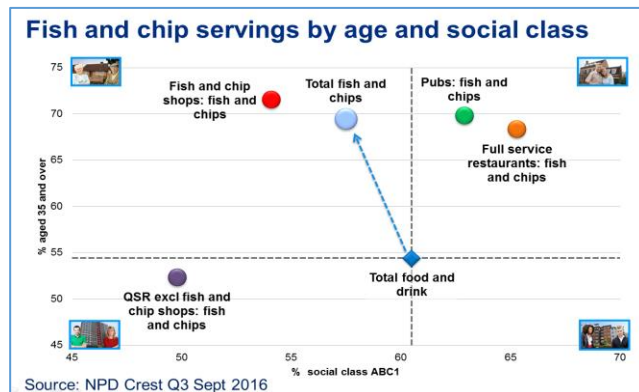 Fish and chip servings by age and social class
75
70
65
60
55
50
45
% aged 35 and over
Fish and chip
shops: fish and
chips
Total fish and
chips
Pubs: fish and
chips
Full service
restaurants: fish
and chips
Total food and
drink
QSR excl fish and
chip shops: fish
and chips
45
50
55
60
65
70
% social class ABC1
Source: NPD Crest Q3 Sept 2016